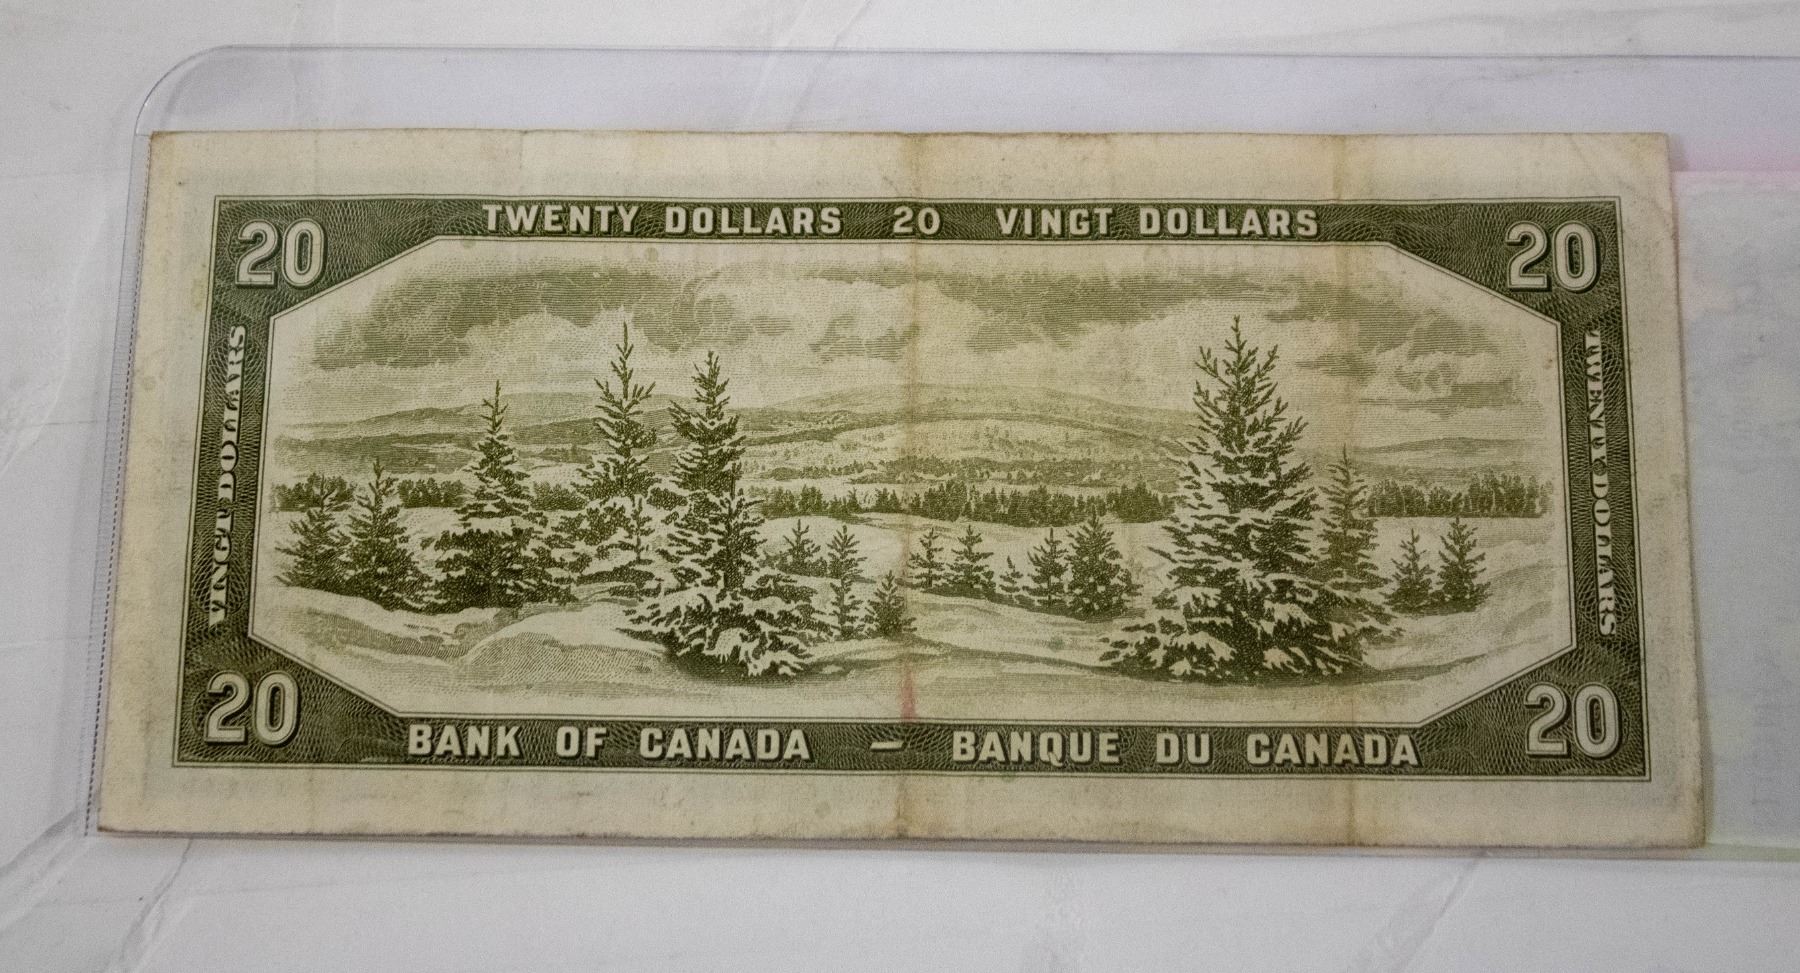 TWENTY DOLLARS 20 VINGT DOLLARS
20
20
VINGT DOLLARS
TWENTY DOLLARS
20
20
BANK OF CANADA — BANQUE DU CANADA